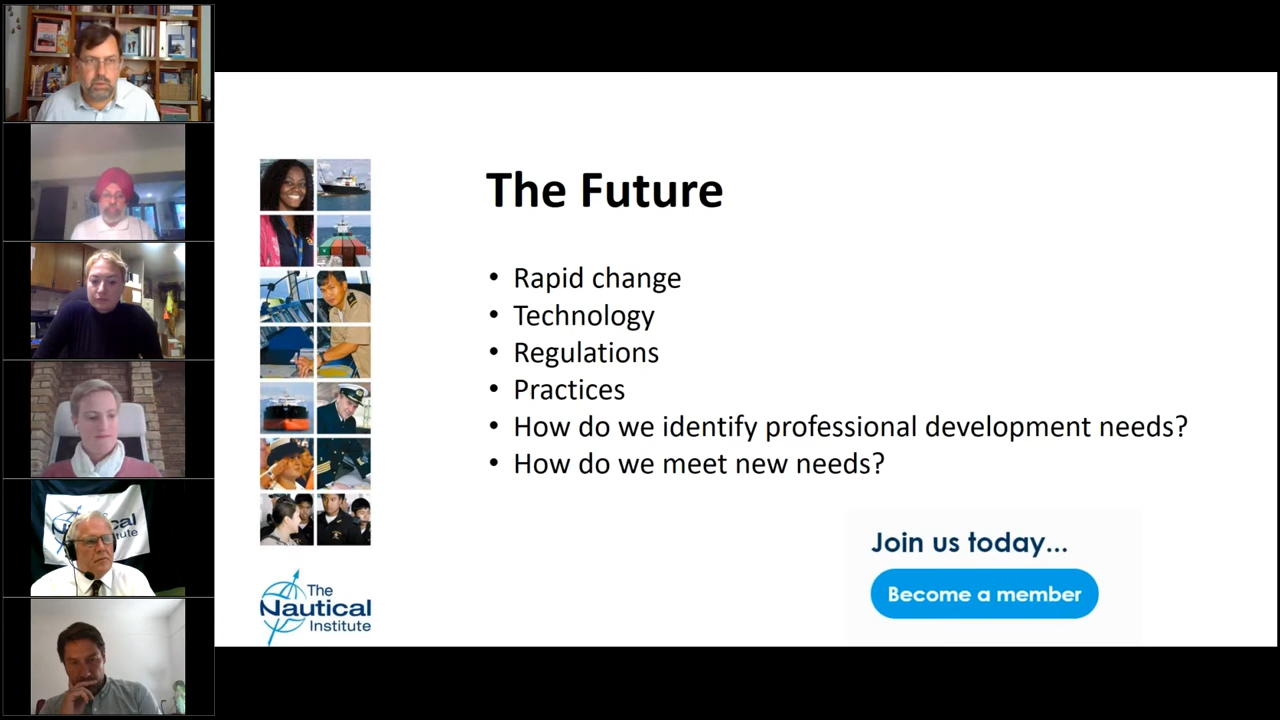 The Future
• Rapid change
• Technology
• Regulations
• Practices
• How do we identify professional development needs?
• How do we meet new needs?
Join us today...
Become a member
The
Nautical
Institute